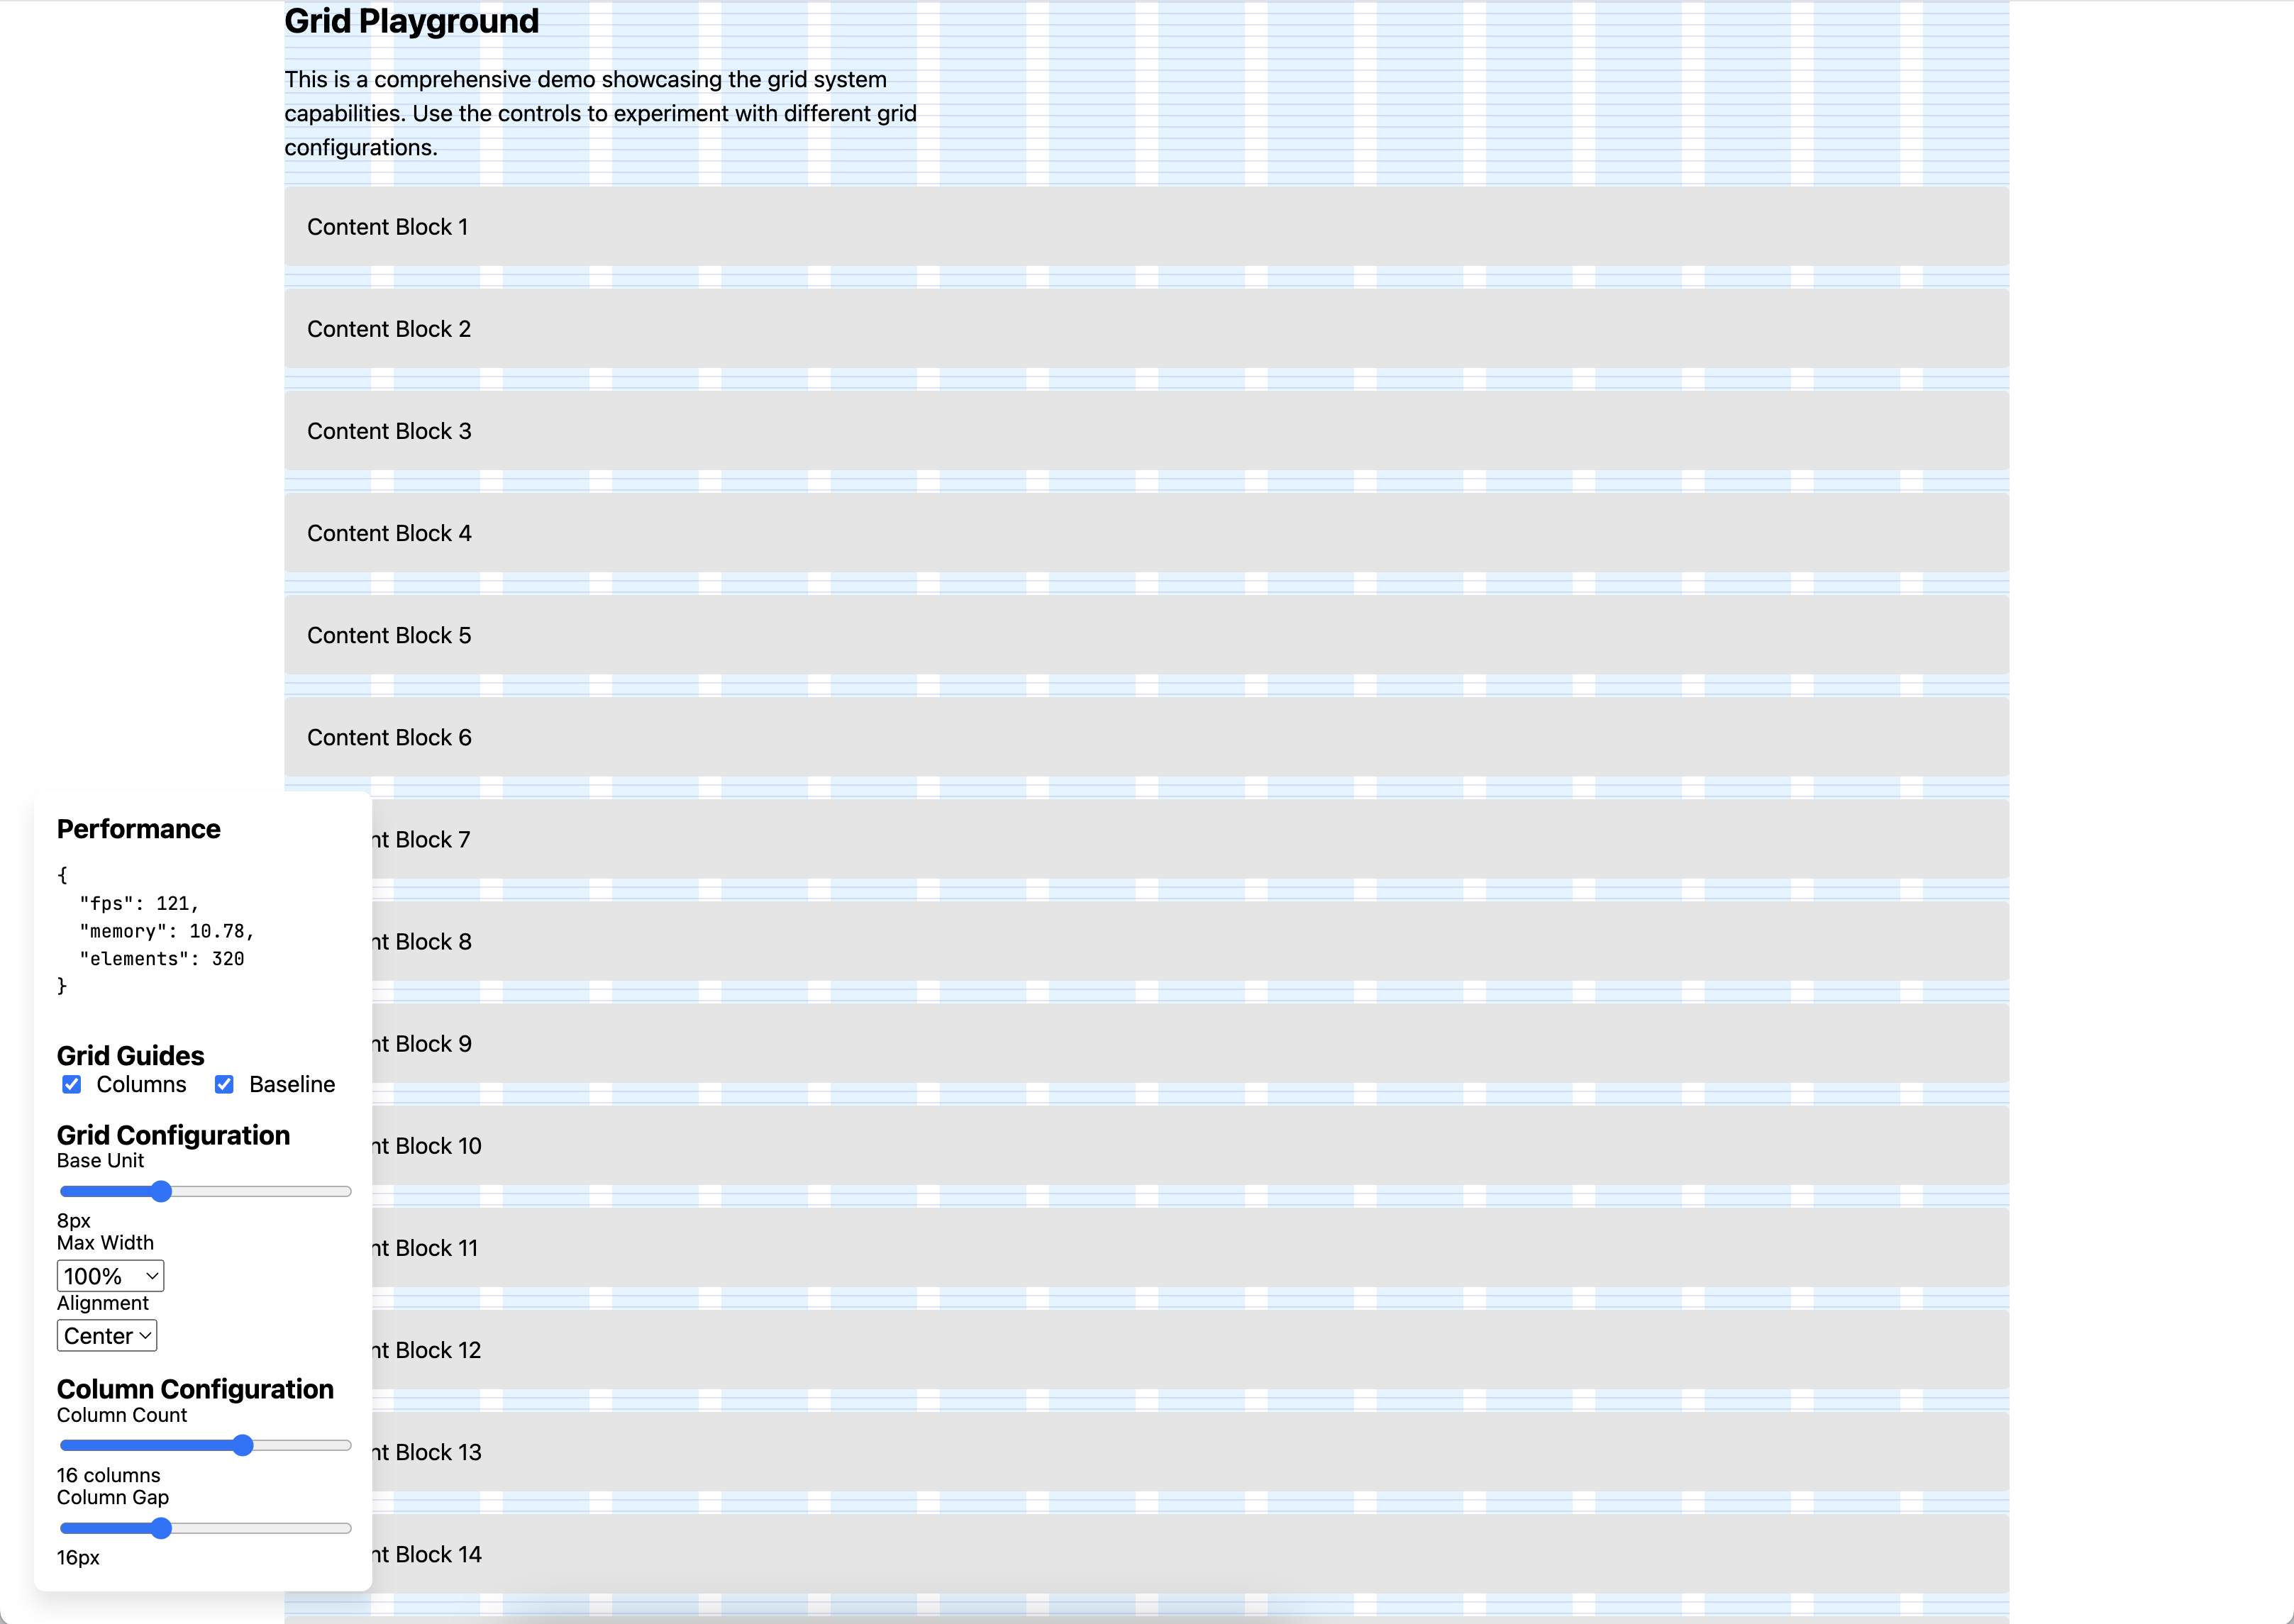 Grid Playground
This is a comprehensive demo showcasing the grid system
capabilities. Use the controls to experiment with different grid
configurations.
Content Block 1
Content Block 2
Content Block 3
Content Block 4
Content Block 5
Content Block 6
nt Block 7
nt Block 8
nt Block 9
nt Block 10
nt Block 11
nt Block 12
nt Block 13
nt Block 14
Performance
{
"fps": 121,
"memory": 10.78,
"elements": 320
}
Grid Guides
Columns Baseline
Grid Configuration
Base Unit
8px
Max Width
100%
Alignment
Center
Column Configuration
Column Count
16 columns
Column Gap
16px